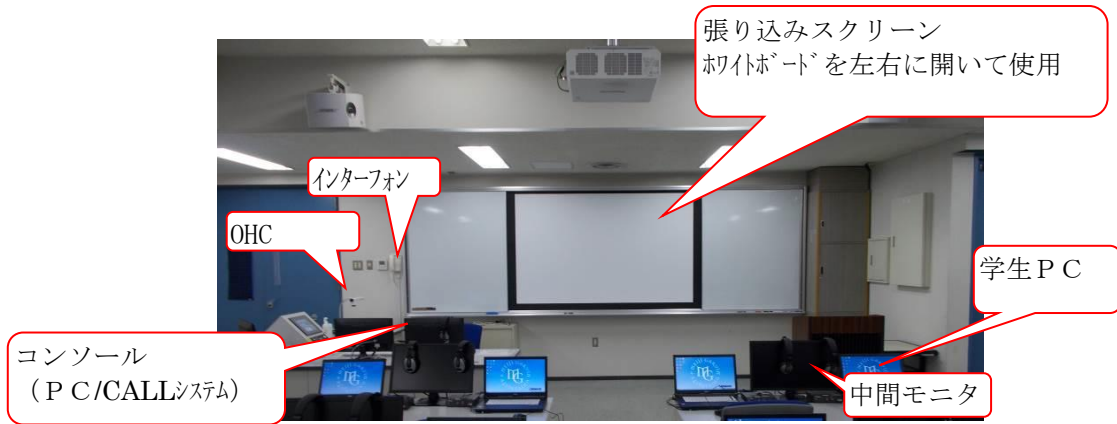 張り込みスクリーン
ﾎﾜｲﾄﾎﾞｰﾄﾞを左右に開いて使用
インターフォン
OHC
学生ＰＣ
コンソール
（ＰＣ/CALLシステム）
中間モニタ